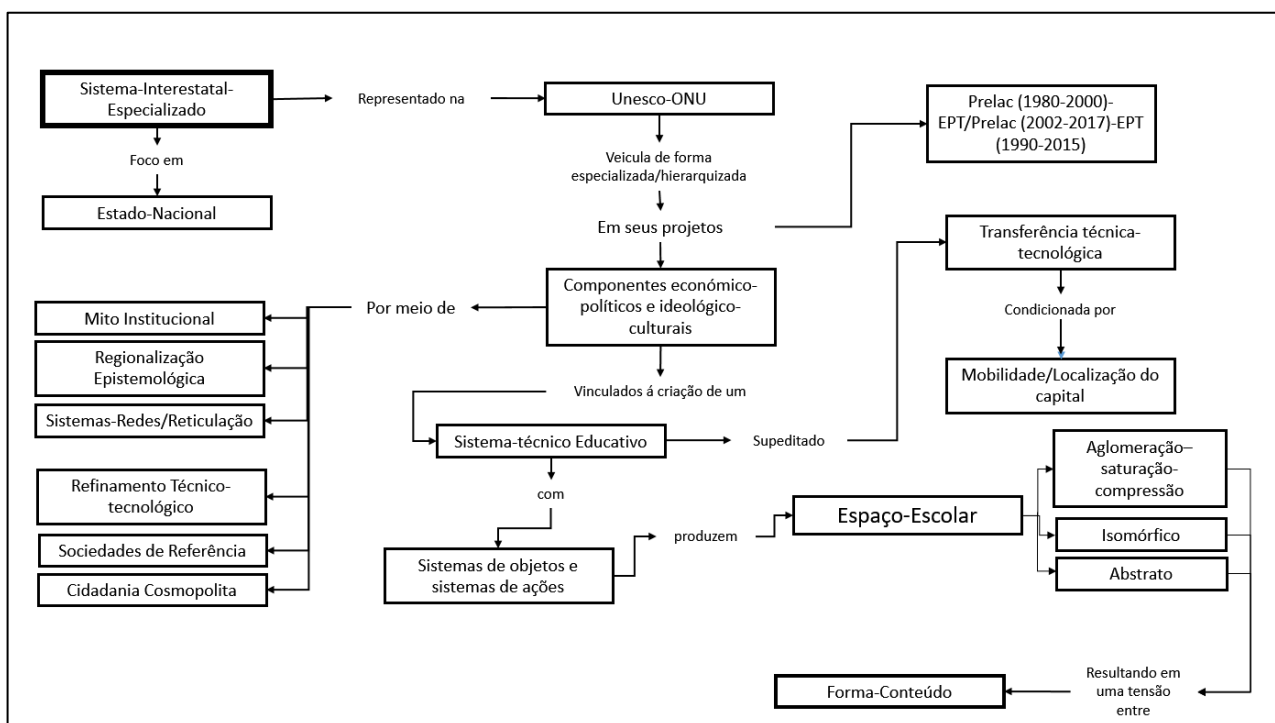 Sistema-Interestatal-
Especializado
Representado na
Unesco-ONU
Prelac (1980-2000)-
EPT/Prelac (2002-2017)-EPT
(1990-2015)
Foco em
Estado-Nacional
Veicula de forma
especializada/hierarquizada
Em seus projetos
Transferência técnica-
tecnológica
Componentes económico-
políticos e ideológico-
culturais
Por meio de
Condicionada por
Mobilidade/Localização do
capital
Mito Institucional
Regionalização
Epistemológica
Sistemas-Redes/Reticulação
Refinamento Técnico-
tecnológico
Sociedades de Referência
Cidadania Cosmopolita
Vinculados á criação de um
Sistema-técnico Educativo
Supeditado
com
Sistemas de objetos e
sistemas de ações
produzem
Espaço-Escolar
Aglomeração–
saturação-
compressão
Isomórfico
Abstrato
Resultando em
uma tensão
entre
Forma-Conteúdo